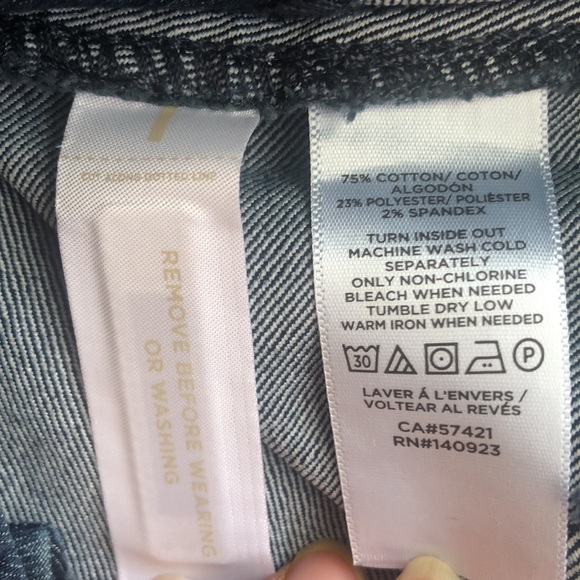 CUT ALONG DOTTED LINE
REMOVE BEFORE WEARING
OR WASHING
75% COTTON/ COTON/
ALGODÓN
23% POLYESTER/ POLIÉSTER
2% SPANDEX
TURN INSIDE OUT
MACHINE WASH COLD
SEPARATELY
ONLY NON-CHLORINE
BLEACH WHEN NEEDED
TUMBLE DRY LOW
WARM IRON WHEN NEEDED
30
P
LAVER Á L'ENVERS /
VOLTEAR AL REVÉS
CA#57421
RN#140923